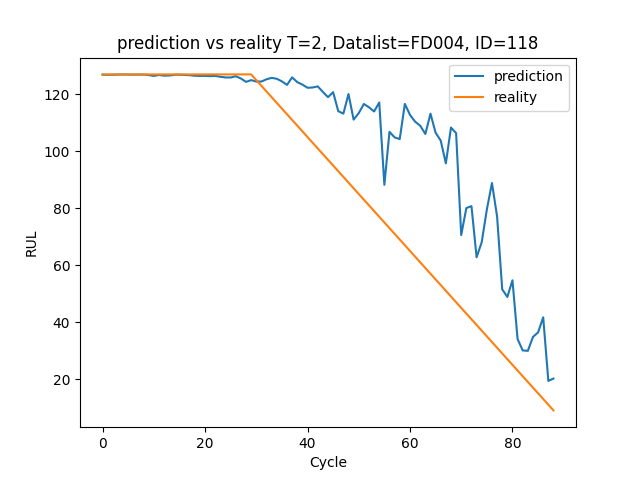 prediction vs reality T=2, Datalist=FD004, ID=118
prediction
reality
120
100
80
60
40
20
RUL
0 20 40 60 80
Cycle